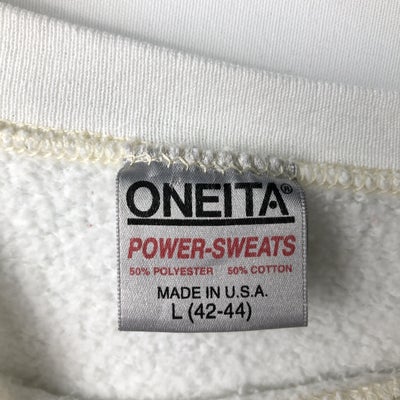 ONEITA®
POWER-SWEATS
50% POLYESTER 50% COTTON
MADE IN U.S.A.
L (42-44)